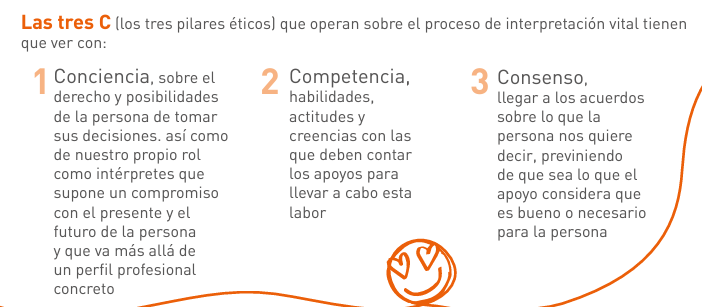 Las tres C (los tres pilares éticos) que operan sobre el proceso de interpretación vital tienen
que ver con:
1 Conciencia, sobre el
derecho y posibilidades
de la persona de tomar
sus decisiones. así como
de nuestro propio rol
como intérpretes que
supone un compromiso
con el presente y el
futuro de la persona
y que va más allá de
un perfil profesional
concreto
2 Competencia,
habilidades,
actitudes y
creencias con las
que deben contar
los apoyos para
llevar a cabo esta
labor
3 Consenso,
llegar a los acuerdos
sobre lo que la
persona nos quiere
decir, previniendo
de que sea lo que el
apoyo considera que
es bueno o necesario
para la persona